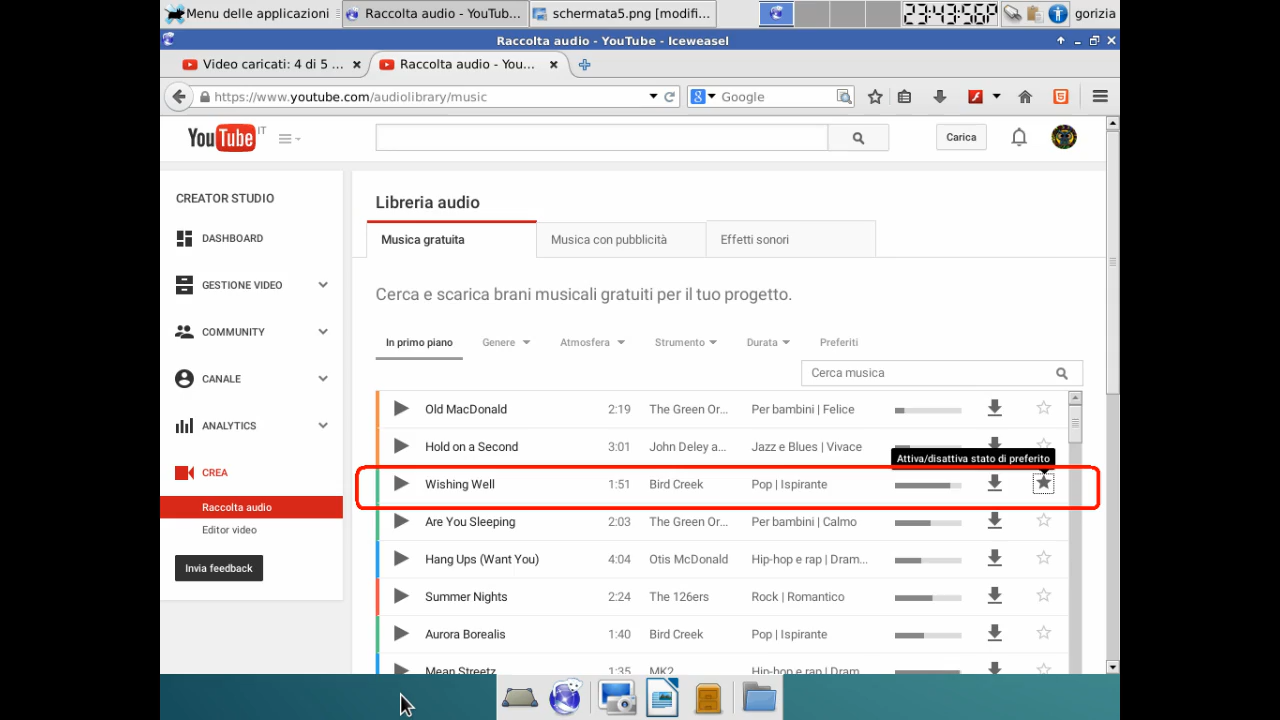 Menu delle applicazioni
Raccolta audio - YouTub...
schermata5.png [modifi...
23:43:56P
gorizia
Raccolta audio - YouTube - Iceweasel
Video caricati: 4 di 5 ...
Raccolta audio - You...
https://www.youtube.com/audiolibrary/music
Google
YouTube IT
Carica
CREATOR STUDIO
DASHBOARD
GESTIONE VIDEO
COMMUNITY
CANALE
ANALYTICS
CREA
Raccolta audio
Editor video
Invia feedback
Libreria audio
Musica gratuita
Musica con pubblicità
Effetti sonori
Cerca e scarica brani musicali gratuiti per il tuo progetto.
In primo piano Genere Atmosfera Strumento Durata Preferiti
Cerca musica
Old MacDonald 2:19 The Green Or... Per bambini | Felice
Hold on a Second 3:01 John Deley a... Jazz e Blues | Vivace
Attiva/disattiva stato di preferito
Wishing Well 1:51 Bird Creek Pop | Ispirante
Are You Sleeping 2:03 The Green Or... Per bambini | Calmo
Hang Ups (Want You) 4:04 Otis McDonald Hip-hop e rap | Dram...
Summer Nights 2:24 The 126ers Rock | Romantico
Aurora Borealis 1:40 Bird Creek Pop | Ispirante
Mean Streetz 1:35 MK2 Hip-hop e rap | Dram...